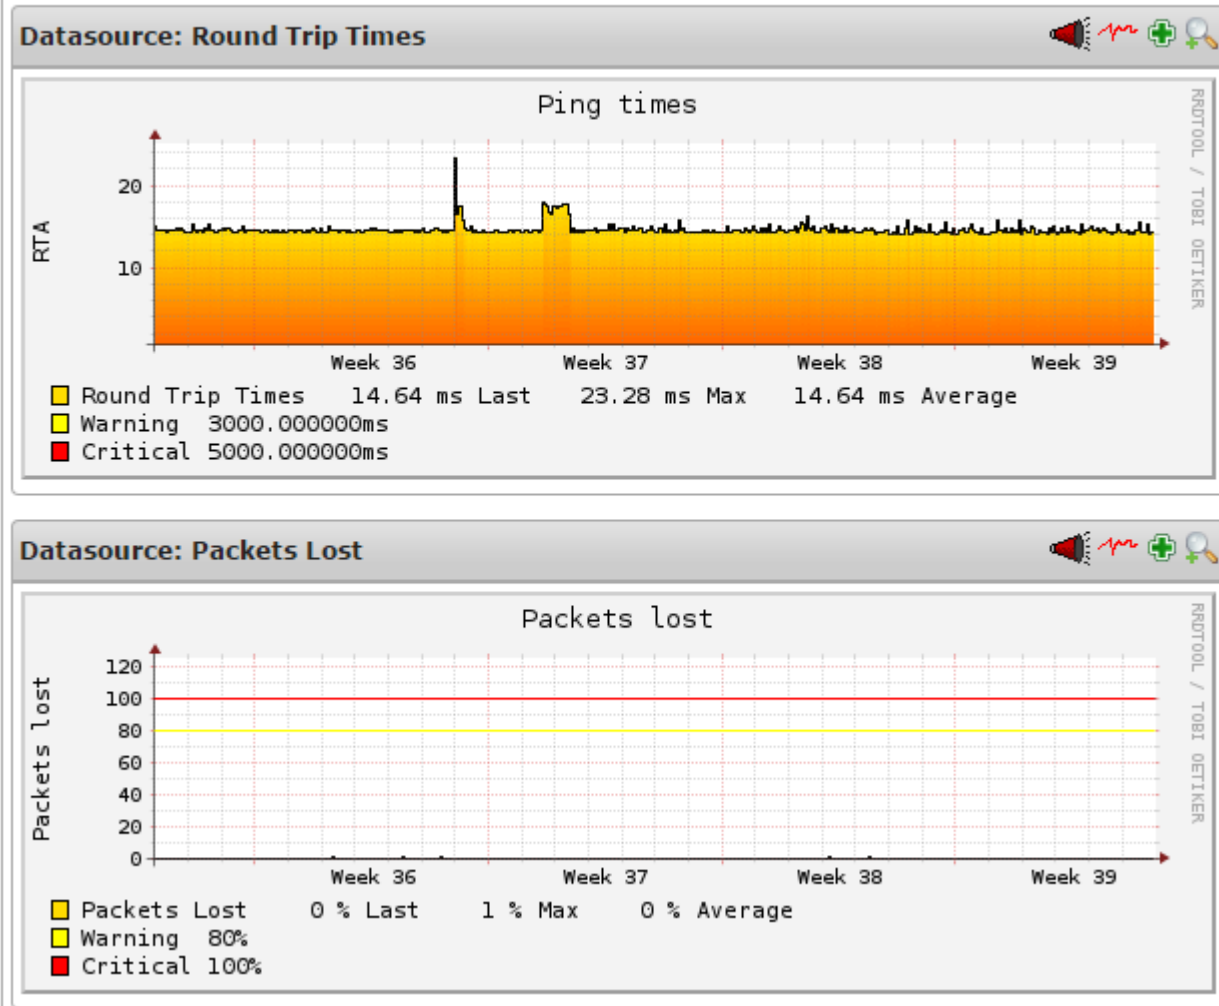 Datasource: Round Trip Times
Ping times
RRDTOOL / TOBI OETIKER
RTA
20
10
Week 36 Week 37 Week 38 Week 39
Round Trip Times 14.64 ms Last 23.28 ms Max 14.64 ms Average
Warning 3000.000000ms
Critical 5000.000000ms
Datasource: Packets Lost
Packets lost
RRDTOOL / TOBI OETIKER
Packets lost
120
100
80
60
40
20
0
Week 36 Week 37 Week 38 Week 39
Packets Lost 0 % Last 1 % Max 0 % Average
Warning 80%
Critical 100%